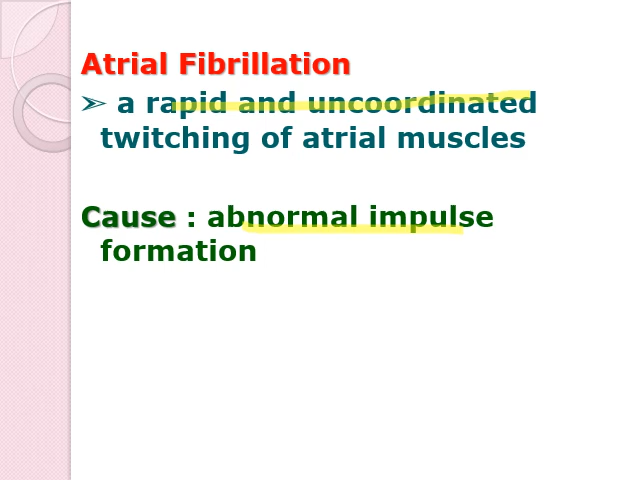 Atrial Fibrillation
➢ a rapid and uncoordinated
twitching of atrial muscles
Cause : abnormal impulse
formation